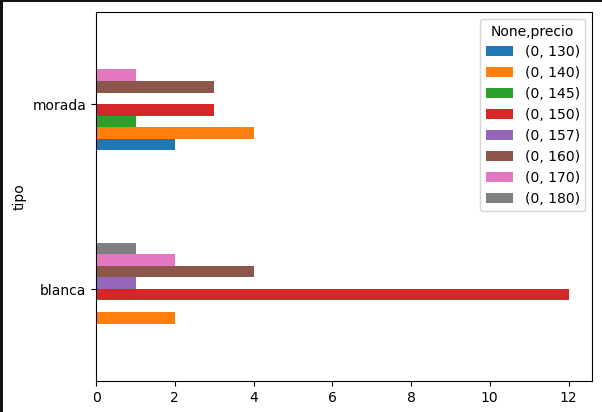 None,precio
(0, 130)
(0, 140)
(0, 145)
(0, 150)
(0, 157)
(0, 160)
(0, 170)
(0, 180)
morada
tipo
blanca
0 2 4 6 8 10 12